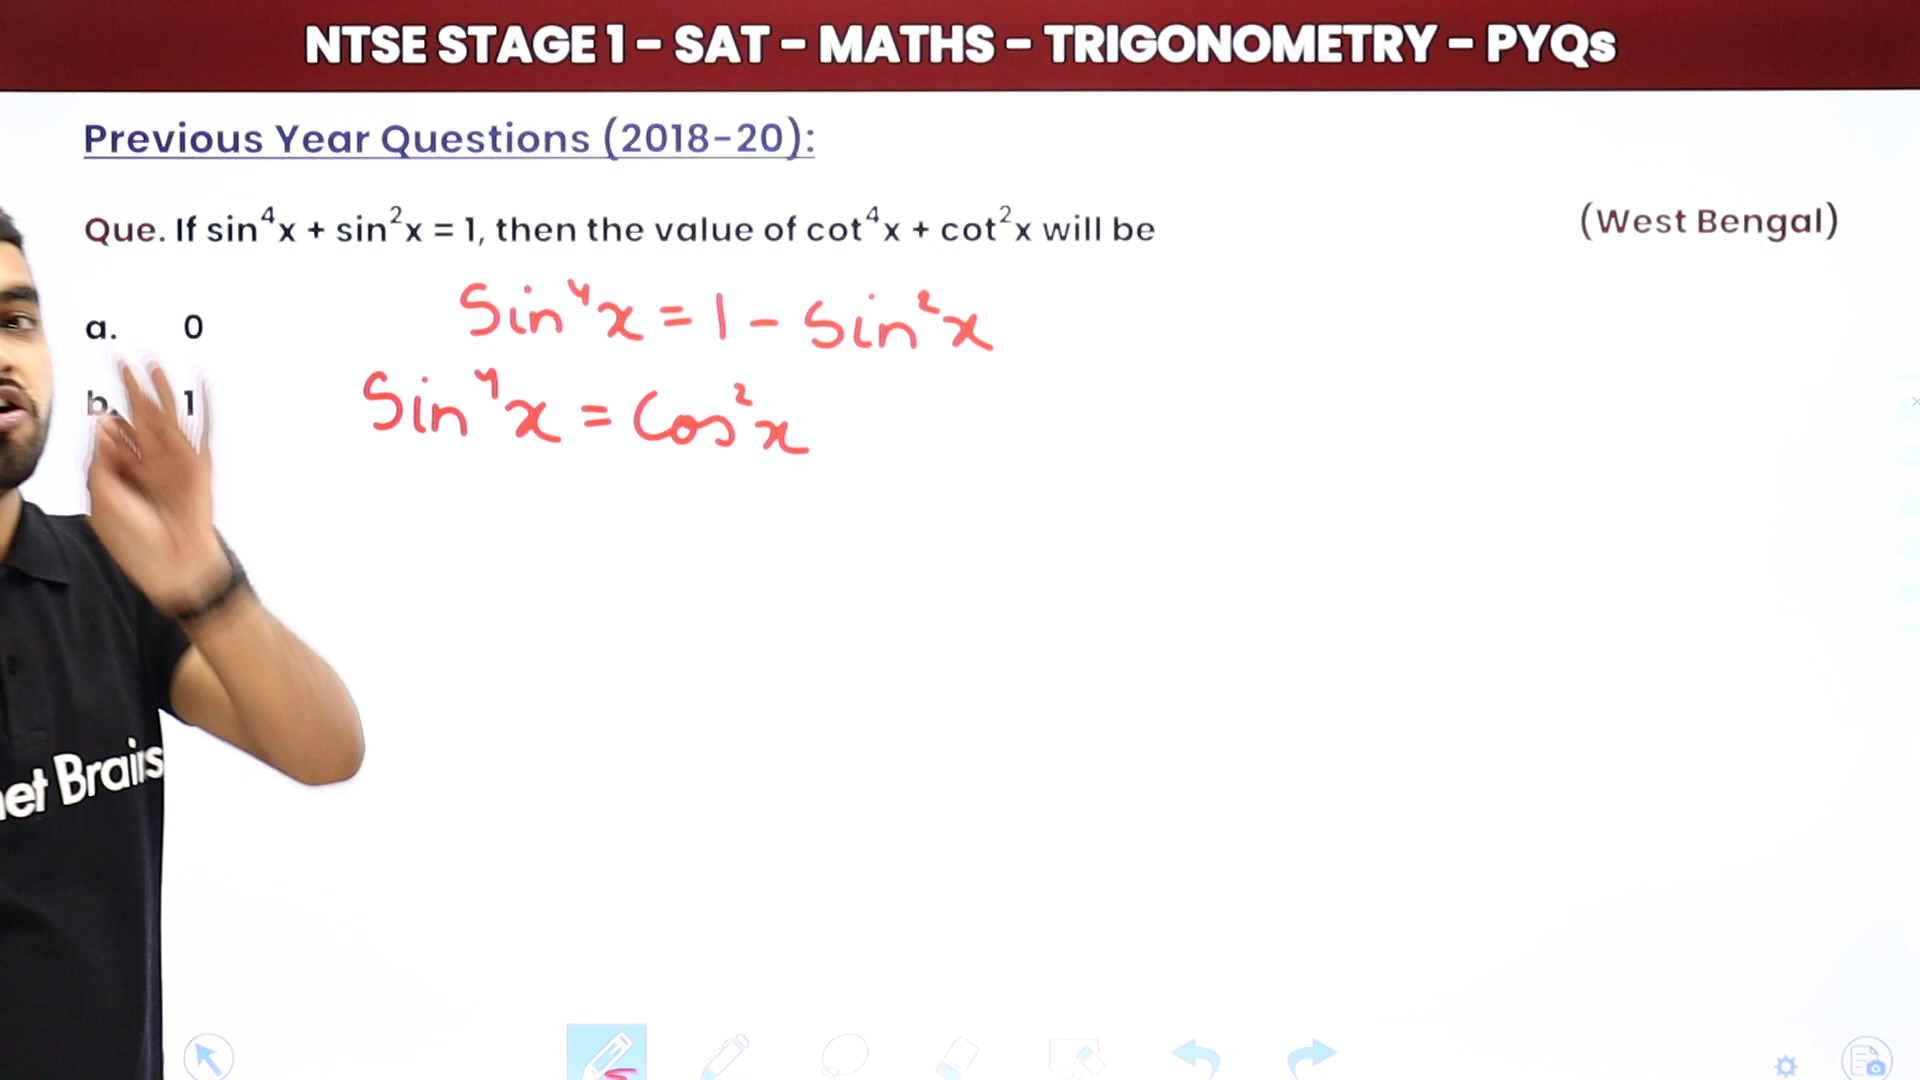 NTSE STAGE 1 – SAT – MATHS – TRIGONOMETRY – PYQs
Previous Year Questions (2018-20):
Que. If sin⁴x + sin²x = 1, then the value of cot⁴x + cot²x will be
(West Bengal)
a. 0
b. 1
Sin⁴x = 1 - Sin²x
Sin⁴x = Cos²x
et Brains